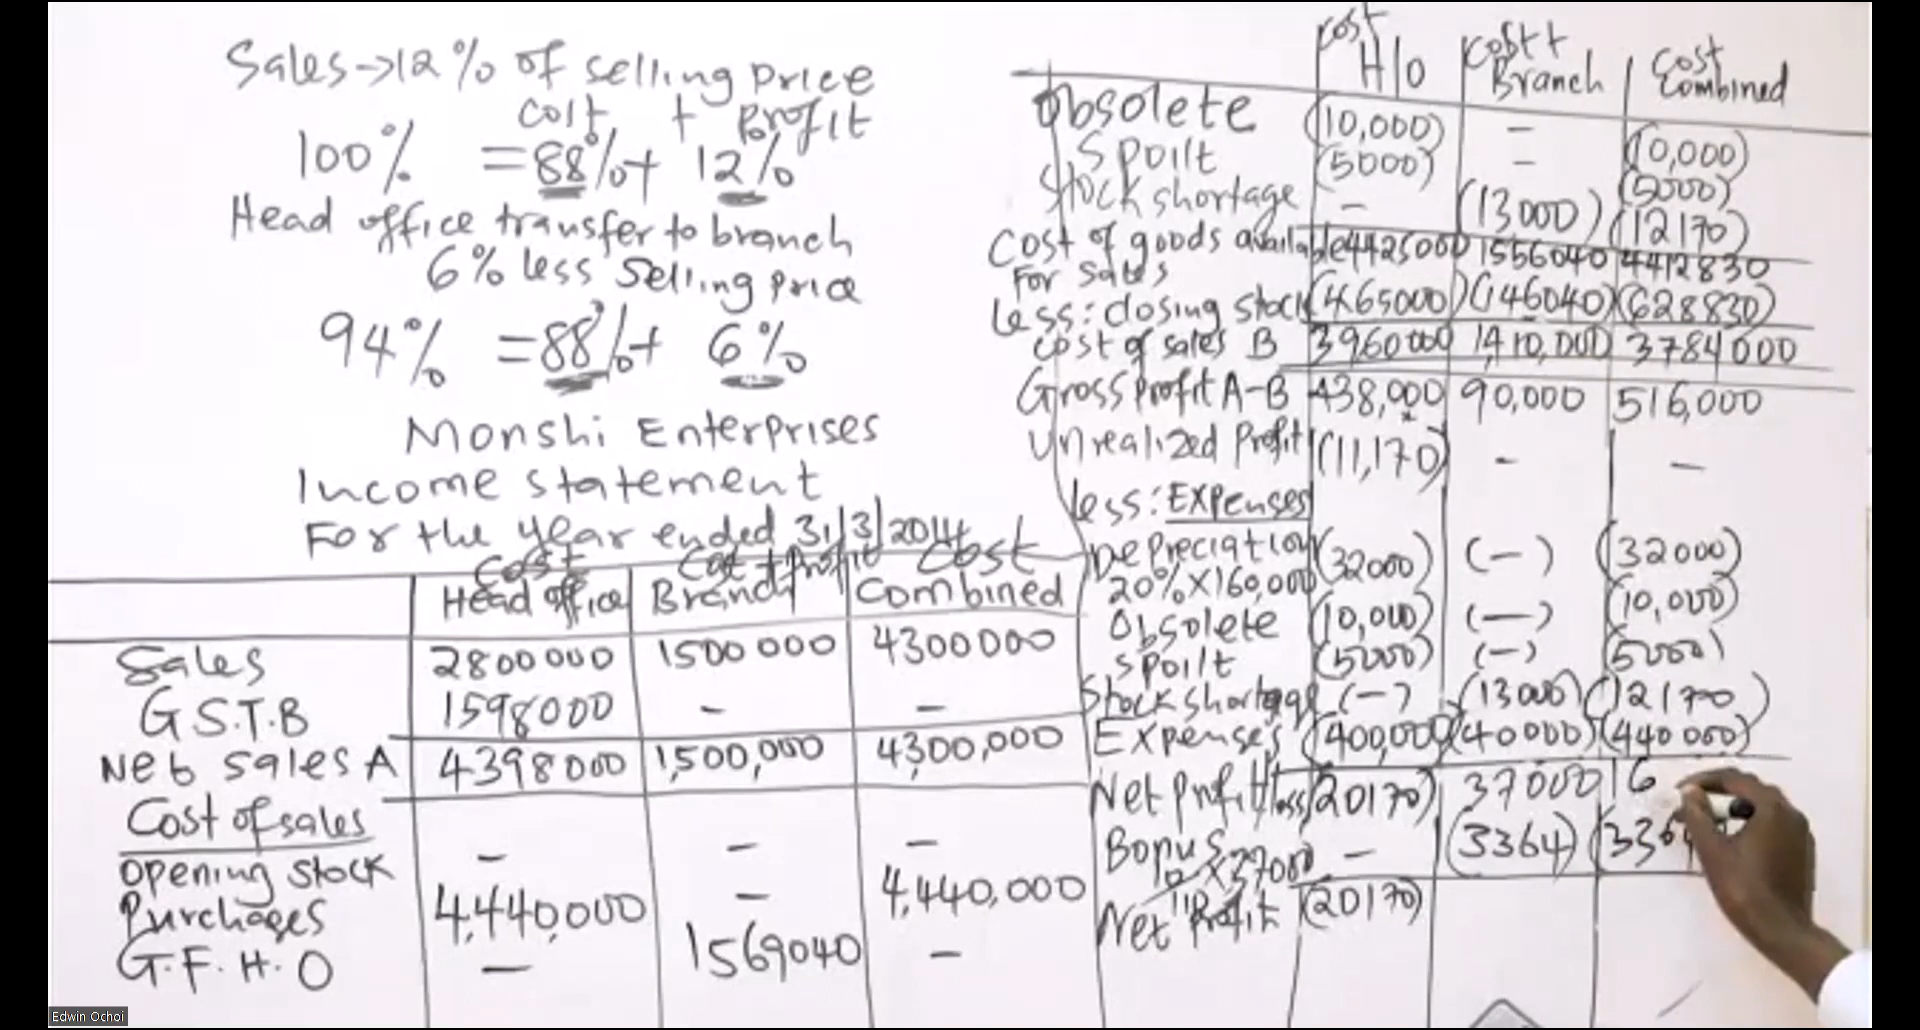 Sales → 12% of selling price
cost + profit
100% = 88% + 12%
Head office transfer to branch
6% less selling price
94% = 88% + 6%
Monshi Enterprises
Income statement
For the year ended 31/3/2014
Cost Cost + Profit Cost
Head office Branch Combined
Sales 2800000 1500000 4300000
G.S.T.B 1598000 - -
Net Sales A 4398000 1,500,000 4,300,000
Cost of sales
Opening stock - - -
Purchases 4,440,000 - 4,440,000
G.F.H.O - 1569040 -
cost cost+ cost
H/O Branch Combined
Obsolete (10,000) - (10,000)
Spoilt (5000) - (5000)
Stock shortage - (13000) (12170)
Cost of goods available 4425000 1556040 4412830
For sales
Less: closing stock (465000) (146040) (628830)
Cost of sales B 3960000 1,410,000 3784000
Gross profit A-B 438,000 90,000 516,000
Unrealized Profit (11,170) - -
Less: Expenses
Depreciation (32000) (-) (32000)
20% x 160,000
Obsolete (10,000) (-) (10,000)
Spoilt (5000) (-) (5000)
Stock shortage (-) (13000) (12170)
Expenses (400,000) (40000) (440000)
Net profit/loss (20170) 37000 16
Bonus - (3364) (336
x 37000
Net Profit (20170)
Edwin Ochoi